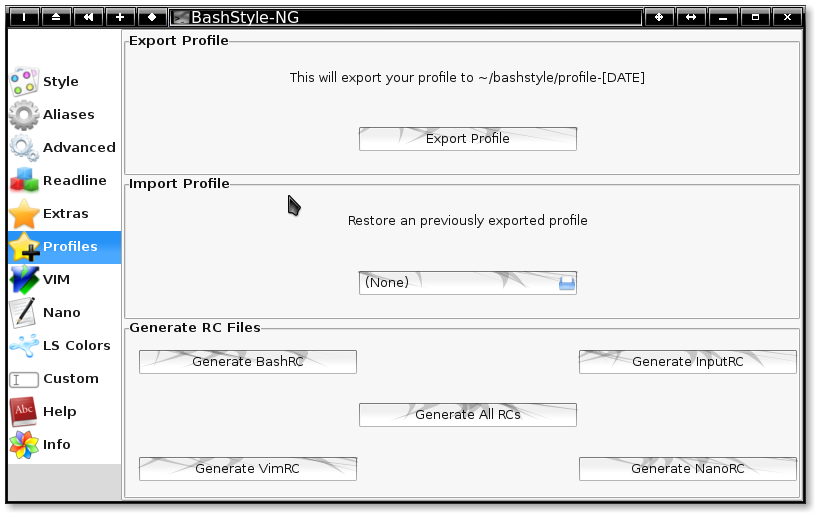 BashStyle-NG
Style
Aliases
Advanced
Readline
Extras
Profiles
VIM
Nano
LS Colors
Custom
Abc
Help
Info
Export Profile
This will export your profile to ~/bashstyle/profile-[DATE]
Export Profile
Import Profile
Restore an previously exported profile
(None)
Generate RC Files
Generate BashRC
Generate InputRC
Generate All RCs
Generate VimRC
Generate NanoRC